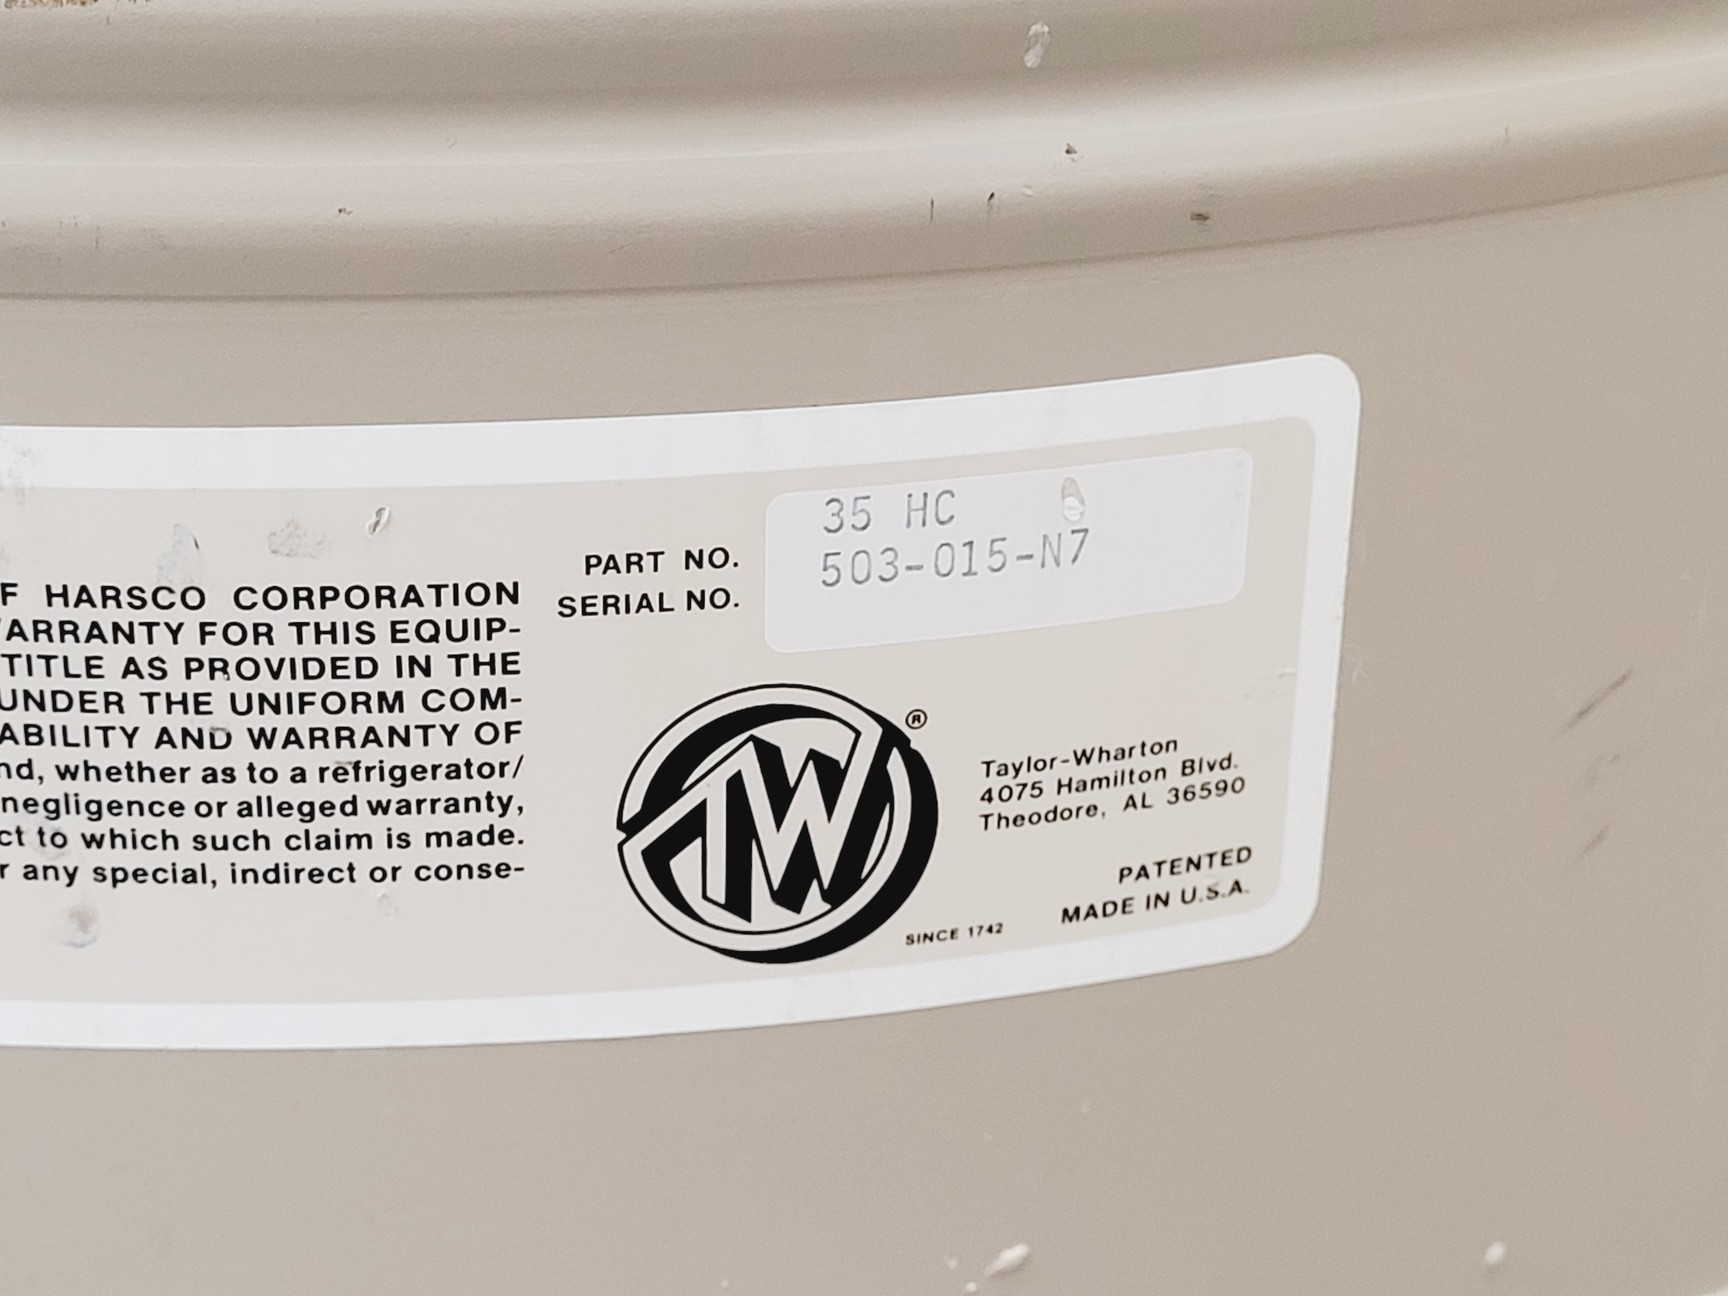 F HARSCO CORPORATION
ARRANTY FOR THIS EQUIP-
TITLE AS PROVIDED IN THE
UNDER THE UNIFORM COM-
ABILITY AND WARRANTY OF
nd, whether as to a refrigerator/
negligence or alleged warranty,
ct to which such claim is made.
r any special, indirect or conse-
35 HC
PART NO. 503-015-N7
SERIAL NO.
TW ®
SINCE 1742
Taylor-Wharton
4075 Hamilton Blvd.
Theodore, AL 36590
PATENTED
MADE IN U.S.A.